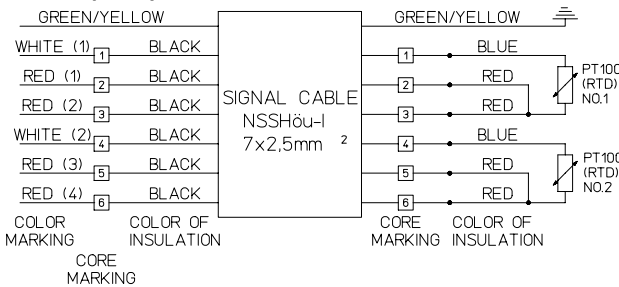 GREEN/YELLOW GREEN/YELLOW
WHITE (1) 1 BLACK 1 BLUE
RED (1) 2 BLACK 2 RED
PT100
(RTD)
NO.1
RED (2) 3 BLACK 3 RED
SIGNAL CABLE
NSSHöu-I
7x2,5mm 2
WHITE (2) 4 BLACK 4 BLUE
RED (3) 5 BLACK 5 RED
PT100
(RTD)
NO.2
RED (4) 6 BLACK 6 RED
COLOR
MARKING
CORE
MARKING
COLOR OF
INSULATION
CORE
MARKING
COLOR OF
INSULATION